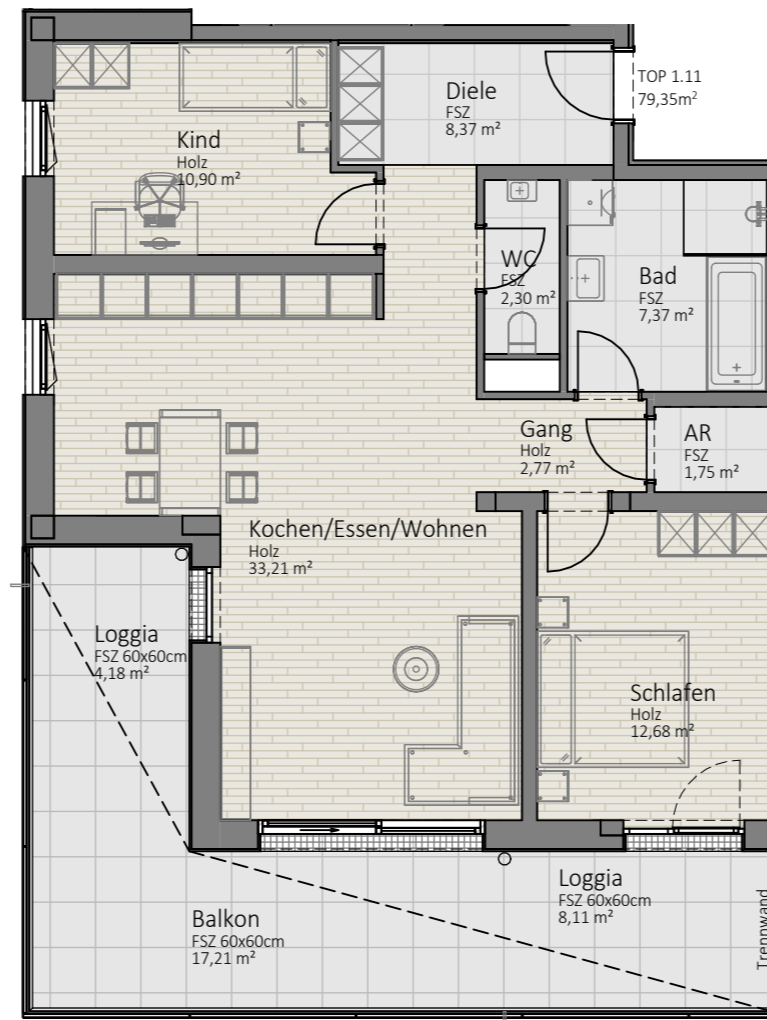 TOP 1.11
79,35m²
Diele
FSZ
8,37 m²
Kind
Holz
10,90 m²
WC
FSZ
2,30 m²
Bad
FSZ
7,37 m²
Gang
Holz
2,77 m²
AR
FSZ
1,75 m²
Kochen/Essen/Wohnen
Holz
33,21 m²
Loggia
FSZ 60x60cm
4,18 m²
Schlafen
Holz
12,68 m²
Loggia
FSZ 60x60cm
8,11 m²
Balkon
FSZ 60x60cm
17,21 m²
Trennwand